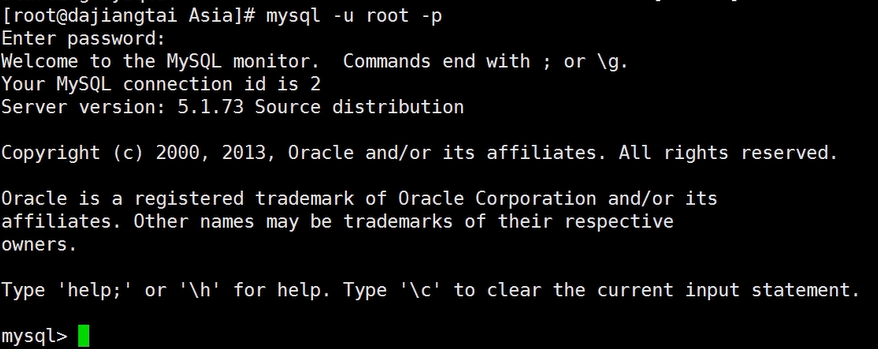 [root@dajiangtai Asia]# mysql -u root -p
Enter password:
Welcome to the MySQL monitor.  Commands end with ; or \g.
Your MySQL connection id is 2
Server version: 5.1.73 Source distribution
Copyright (c) 2000, 2013, Oracle and/or its affiliates. All rights reserved.
Oracle is a registered trademark of Oracle Corporation and/or its
affiliates. Other names may be trademarks of their respective
owners.
Type 'help;' or '\h' for help. Type '\c' to clear the current input statement.
mysql>